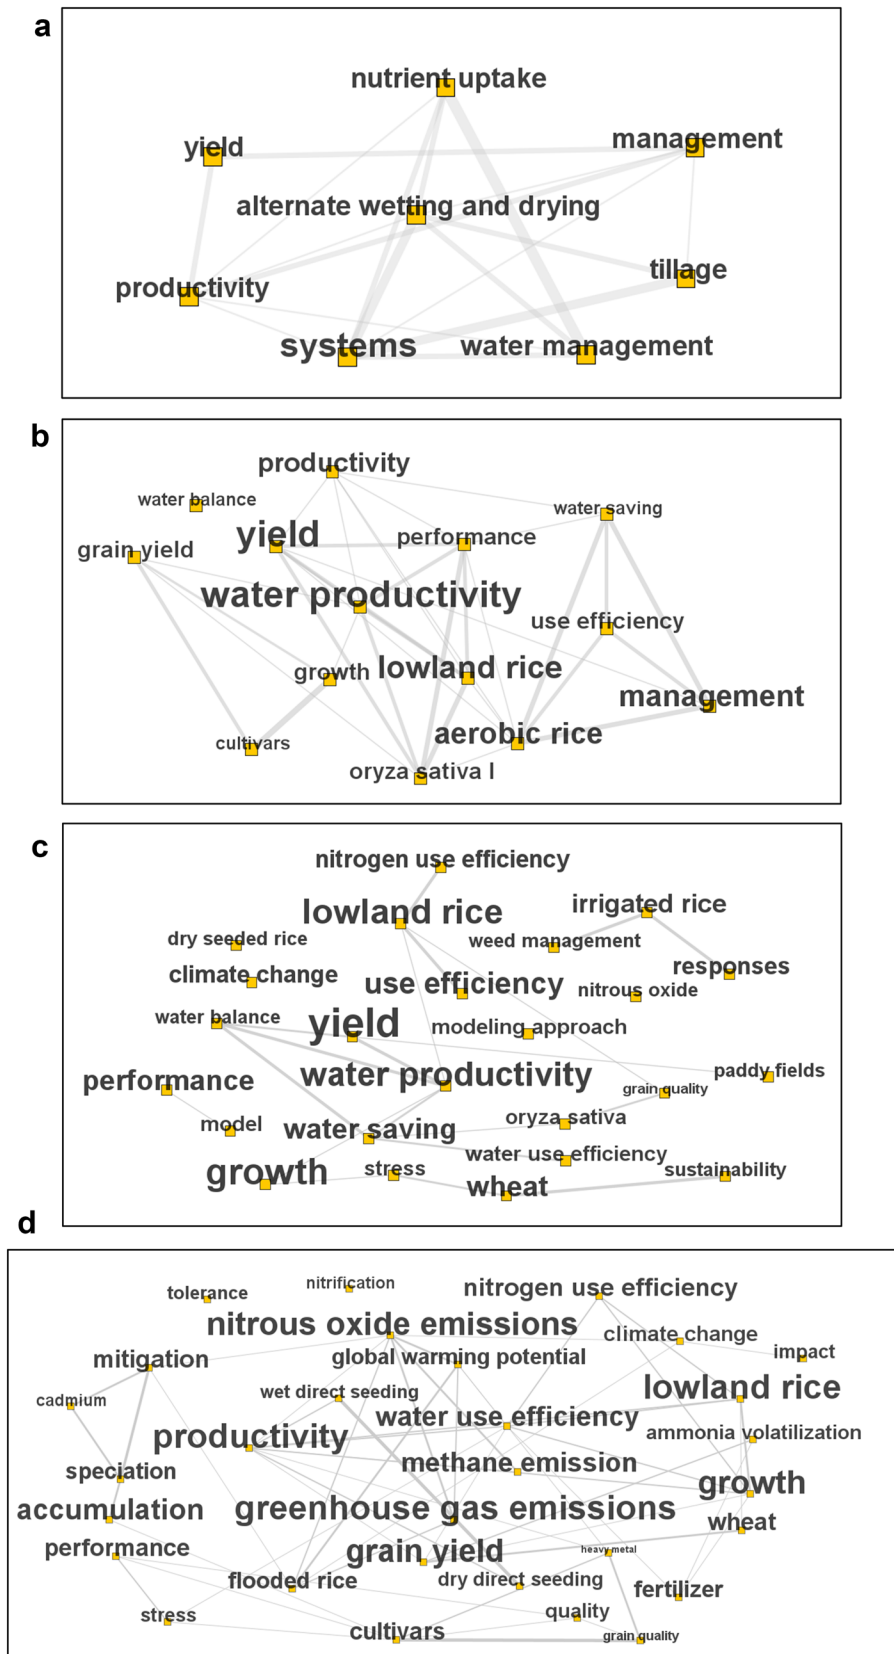 a
nutrient uptake
yield
management
alternate wetting and drying
tillage
productivity
systems
water management
b
productivity
water balance
water saving
yield
performance
grain yield
water productivity
use efficiency
growth
lowland rice
management
aerobic rice
cultivars
oryza sativa l
c
nitrogen use efficiency
lowland rice
irrigated rice
dry seeded rice
weed management
climate change
responses
use efficiency
nitrous oxide
water balance
yield
modeling approach
performance
water productivity
paddy fields
grain quality
model
water saving
oryza sativa
water use efficiency
growth
stress
sustainability
wheat
d
nitrification
tolerance
nitrogen use efficiency
nitrous oxide emissions
climate change
mitigation
global warming potential
impact
cadmium
wet direct seeding
lowland rice
productivity
water use efficiency
ammonia volatilization
speciation
methane emission
growth
accumulation
greenhouse gas emissions
wheat
performance
grain yield
heavy metal
flooded rice
dry direct seeding
fertilizer
stress
quality
cultivars
grain quality